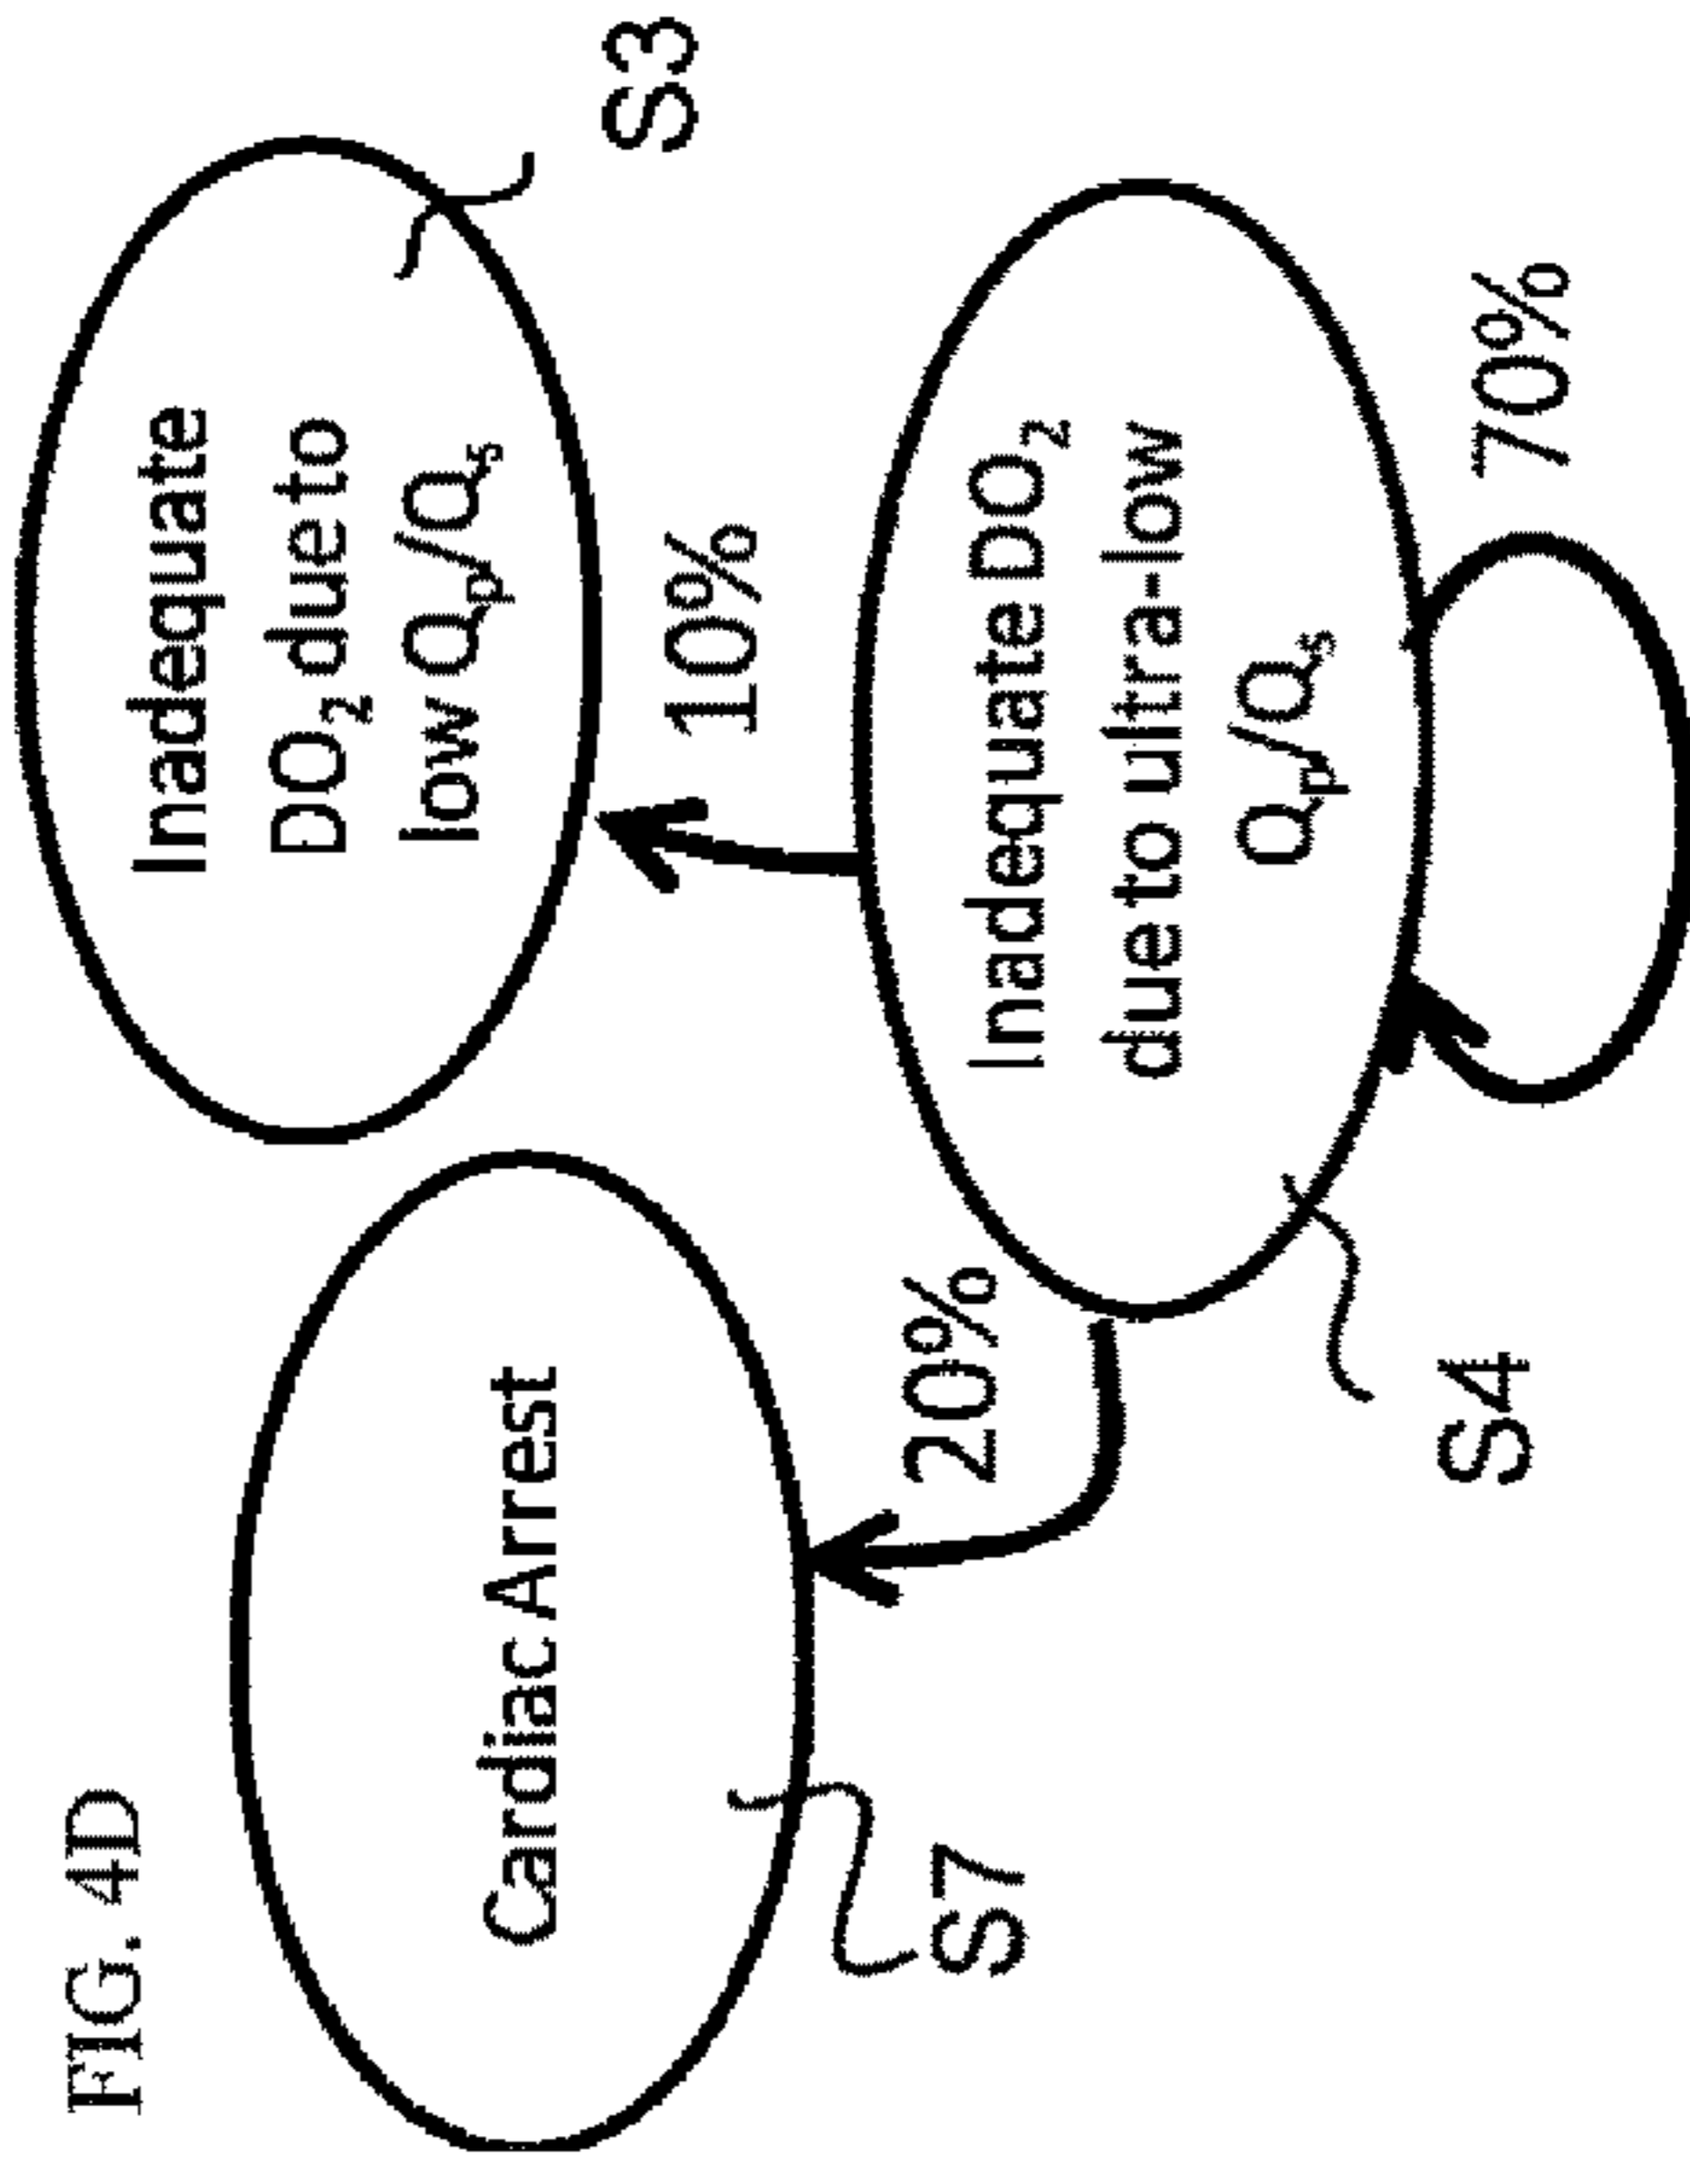 FIG. 4D
Inadequate
DO₂ due to
low Qₚ/Qₛ
S3
Cardiac Arrest
10%
20%
S7
Inadequate DO₂
due to ultra-low
Qₚ/Qₛ
S4
70%